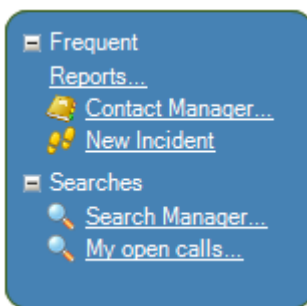 Frequent
Reports...
Contact Manager...
New Incident
Searches
Search Manager...
My open calls...